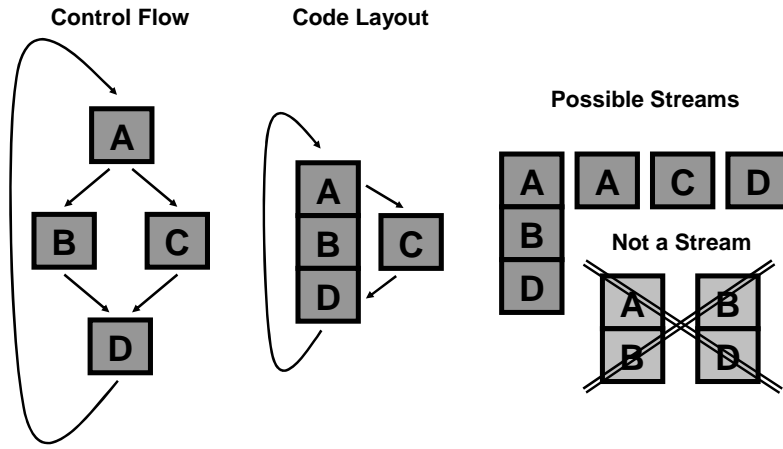 Control Flow
A
B C
D
Code Layout
A
B C
D
Possible Streams
A A C D
B
D
Not a Stream
A B
B D